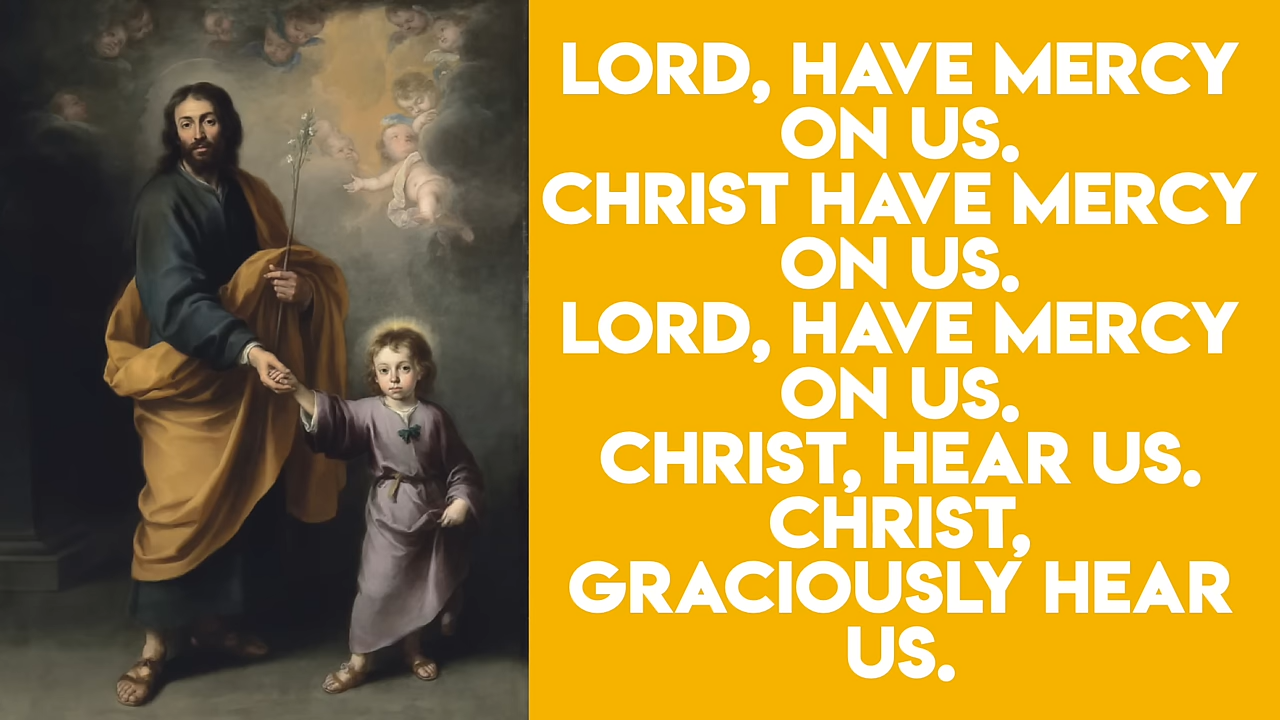 LORD, HAVE MERCY
ON US.
CHRIST HAVE MERCY
ON US.
LORD, HAVE MERCY
ON US.
CHRIST, HEAR US.
CHRIST,
GRACIOUSLY HEAR
US.